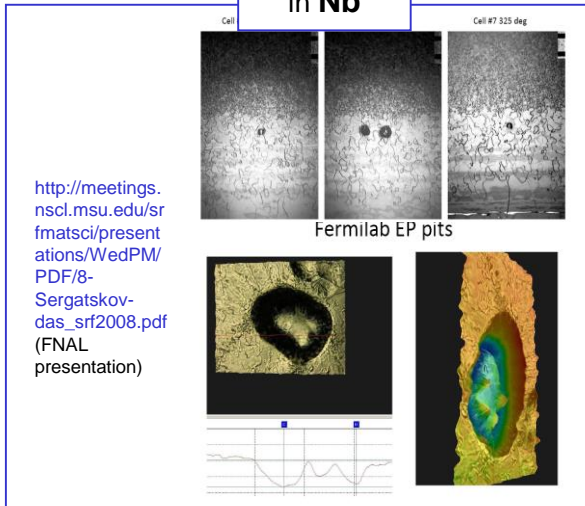 in Nb
Cell
Cell #7 325 deg
Fermilab EP pits
http://meetings.
nscl.msu.edu/sr
fmatsci/present
ations/WedPM/
PDF/8-
Sergatskov-
das_srf2008.pdf
(FNAL
presentation)